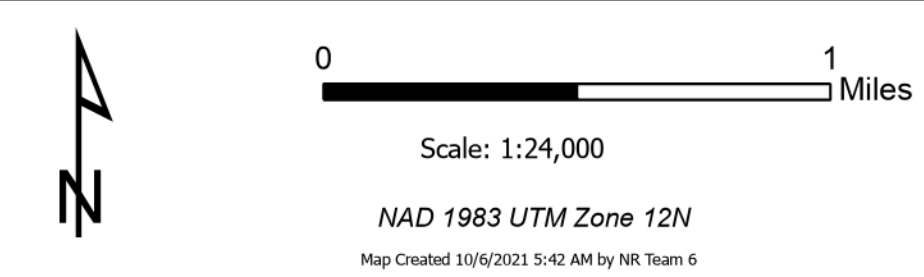 0 1
Miles
Scale: 1:24,000
N
NAD 1983 UTM Zone 12N
Map Created 10/6/2021 5:42 AM by NR Team 6